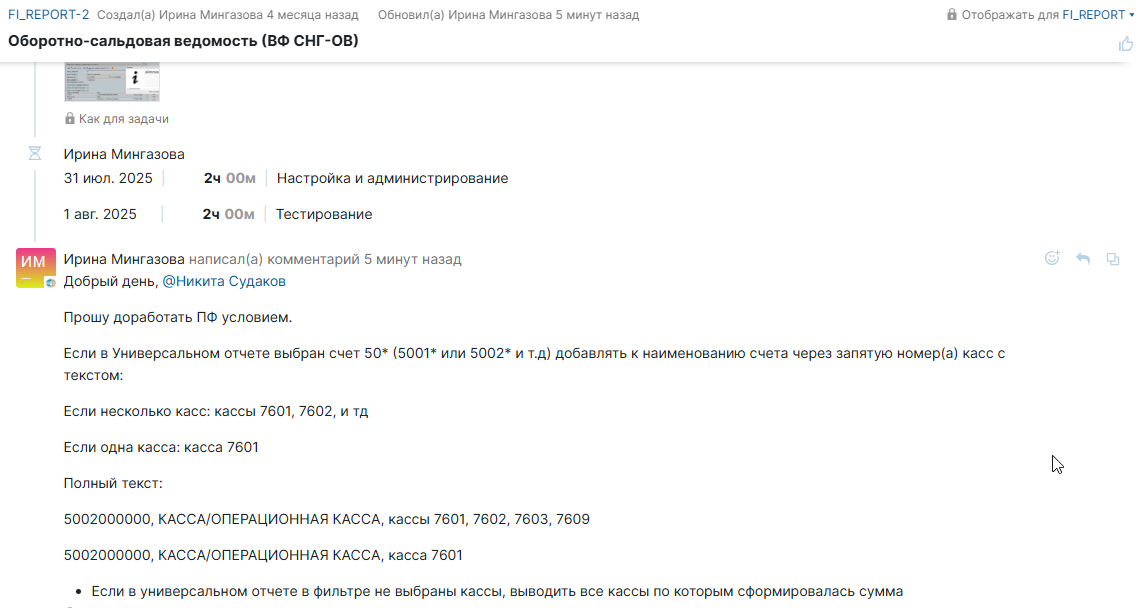 FI_REPORT-2 Создал(а) Ирина Мингазова 4 месяца назад Обновил(а) Ирина Мингазова 5 минут назад Отображать для FI_REPORT
Оборотно-сальдовая ведомость (ВФ СНГ-ОВ)
Как для задачи
Ирина Мингазова
31 июл. 2025 2ч 00м Настройка и администрирование
1 авг. 2025 2ч 00м Тестирование
ИМ
Ирина Мингазова написал(а) комментарий 5 минут назад
Добрый день, @Никита Судаков
Прошу доработать ПФ условием.
Если в Универсальном отчете выбран счет 50* (5001* или 5002* и т.д) добавлять к наименованию счета через запятую номер(а) касс с
текстом:
Если несколько касс: кассы 7601, 7602, и тд
Если одна касса: касса 7601
Полный текст:
5002000000, КАССА/ОПЕРАЦИОННАЯ КАССА, кассы 7601, 7602, 7603, 7609
5002000000, КАССА/ОПЕРАЦИОННАЯ КАССА, касса 7601
• Если в универсальном отчете в фильтре не выбраны кассы, выводить все кассы по которым сформировалась сумма